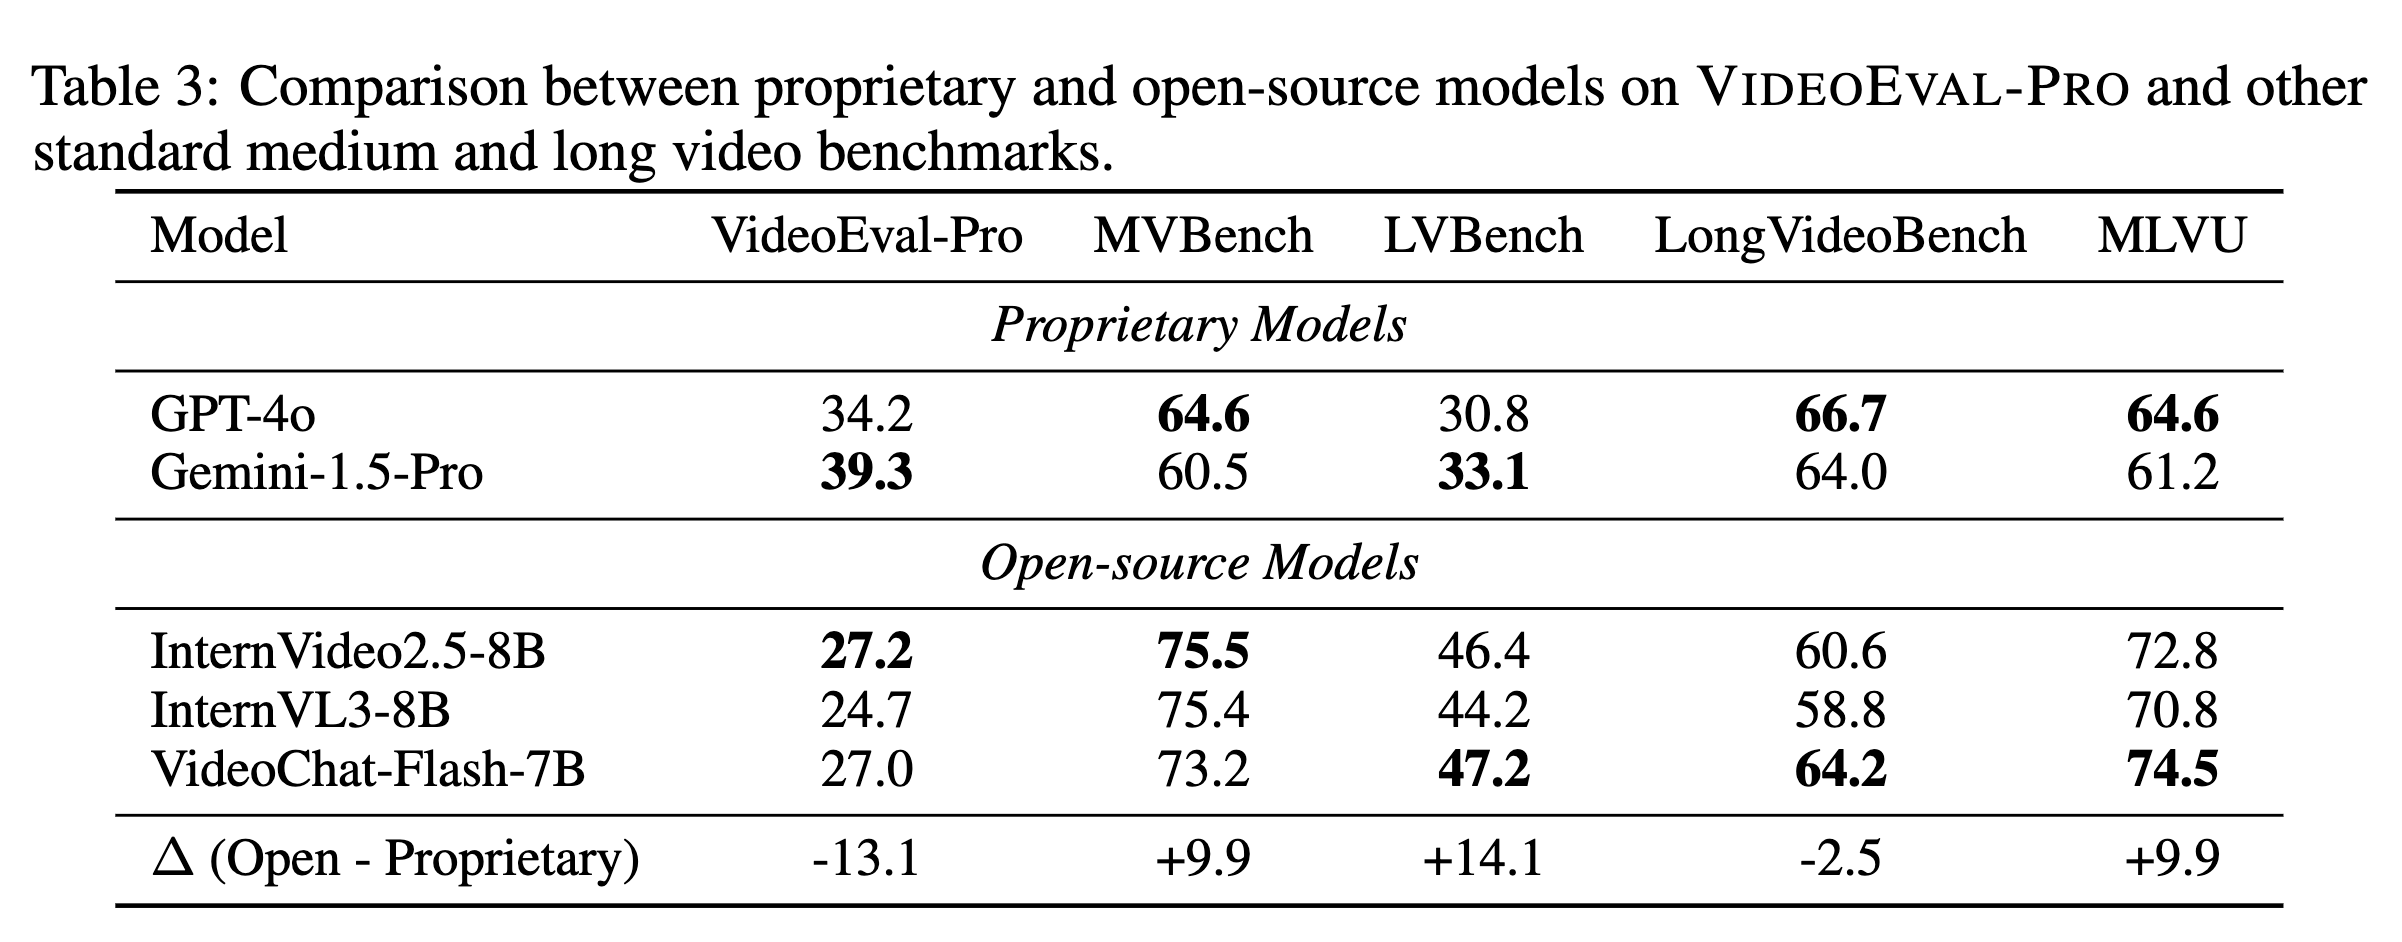 Table 3: Comparison between proprietary and open-source models on VIDEOEVAL-PRO and other
standard medium and long video benchmarks.
Model VideoEval-Pro MVBench LVBench LongVideoBench MLVU
Proprietary Models
GPT-4o 34.2 64.6 30.8 66.7 64.6
Gemini-1.5-Pro 39.3 60.5 33.1 64.0 61.2
Open-source Models
InternVideo2.5-8B 27.2 75.5 46.4 60.6 72.8
InternVL3-8B 24.7 75.4 44.2 58.8 70.8
VideoChat-Flash-7B 27.0 73.2 47.2 64.2 74.5
Δ (Open - Proprietary) -13.1 +9.9 +14.1 -2.5 +9.9